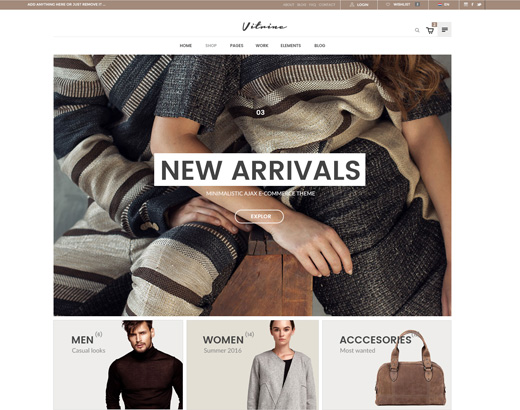 ADD ANYTHING HERE OR JUST REMOVE IT...
ABOUT BLOG FAQ CONTACT
LOGIN
WISHLIST
EN
Vitrine
HOME SHOP PAGES WORK ELEMENTS BLOG
03
NEW ARRIVALS
MINIMALISTIC AJAX E-COMMERCE THEME
EXPLOR
MEN (6)
Casual looks
WOMEN (14)
Summer 2016
ACCCESORIES
Most wanted